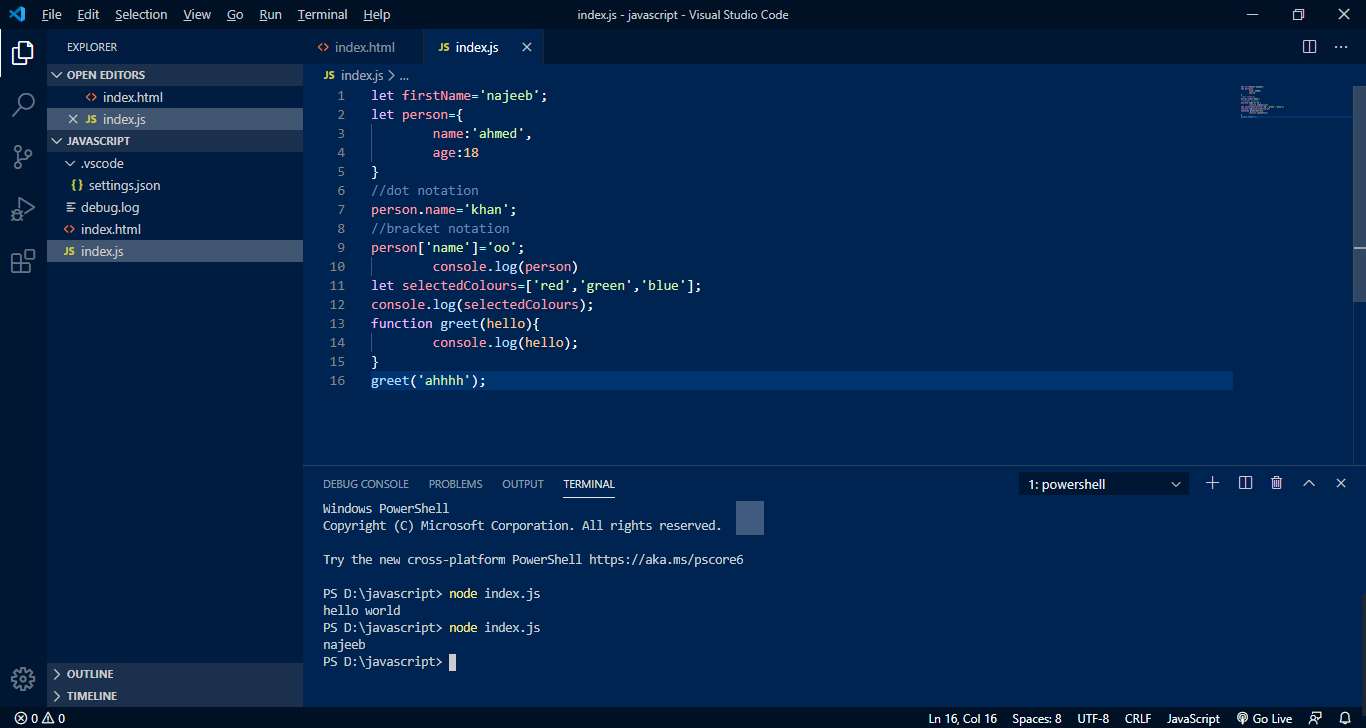 File Edit Selection View Go Run Terminal Help index.js - javascript - Visual Studio Code
EXPLORER
OPEN EDITORS
index.html
JS index.js
JAVASCRIPT
.vscode
{} settings.json
debug.log
index.html
JS index.js
OUTLINE
TIMELINE
index.html JS index.js
JS index.js > ...
1 let firstName='najeeb';
2 let person={
3 name:'ahmed',
4 age:18
5 }
6 //dot notation
7 person.name='khan';
8 //bracket notation
9 person['name']='oo';
10 console.log(person)
11 let selectedColours=['red','green','blue'];
12 console.log(selectedColours);
13 function greet(hello){
14 console.log(hello);
15 }
16 greet('ahhhh');
DEBUG CONSOLE PROBLEMS OUTPUT TERMINAL 1: powershell
Windows PowerShell
Copyright (C) Microsoft Corporation. All rights reserved.
Try the new cross-platform PowerShell https://aka.ms/pscore6
PS D:\javascript> node index.js
hello world
PS D:\javascript> node index.js
najeeb
PS D:\javascript>
0 0 Ln 16, Col 16 Spaces: 8 UTF-8 CRLF JavaScript Go Live